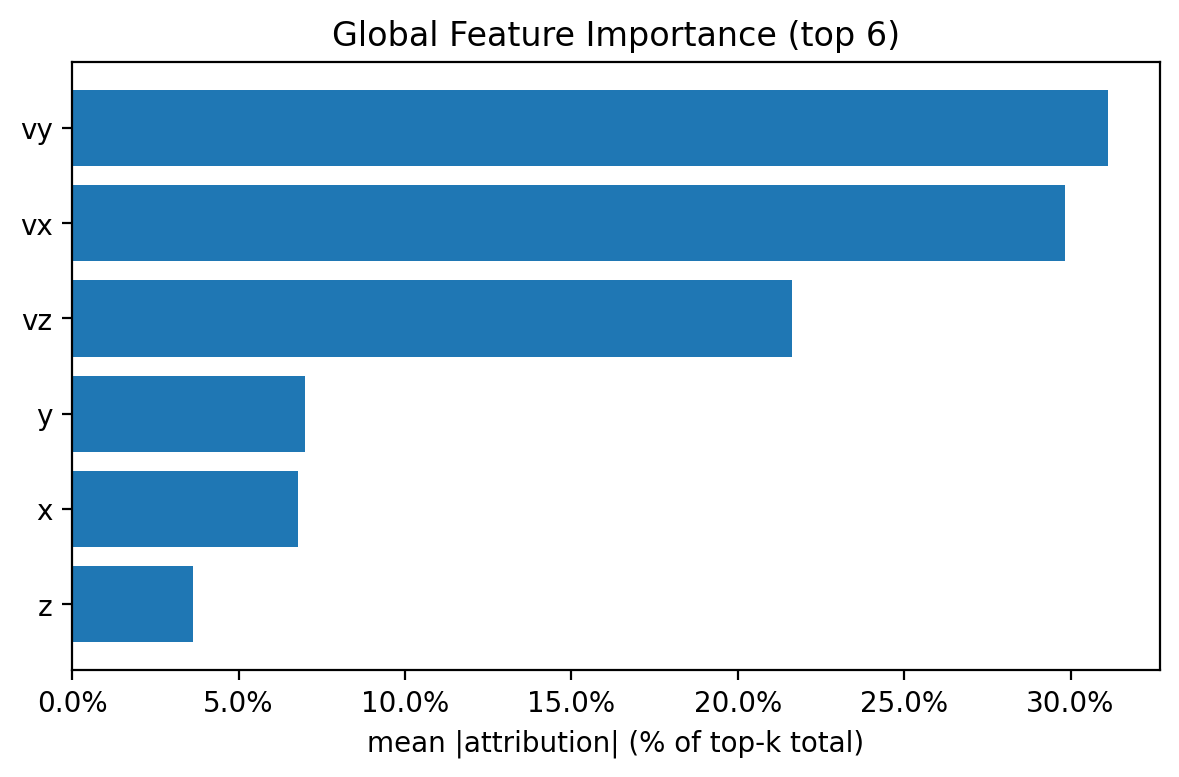 Global Feature Importance (top 6)
vy
vx
vz
y
x
z
0.0% 5.0% 10.0% 15.0% 20.0% 25.0% 30.0%
mean |attribution| (% of top-k total)